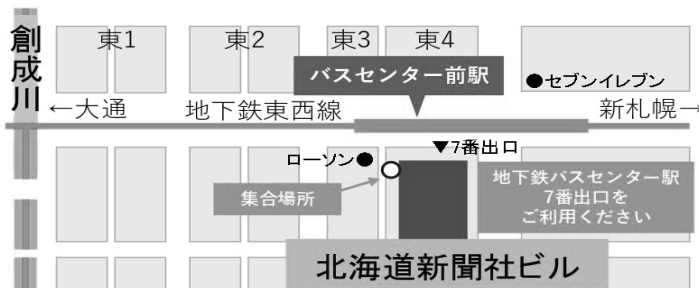 創成川
東1
東2
東3
東4
バスセンター前駅
●セブンイレブン
←大通
地下鉄東西線
新札幌→
▼7番出口
ローソン●
集合場所
地下鉄バスセンター駅
7番出口を
ご利用ください
北海道新聞社ビル